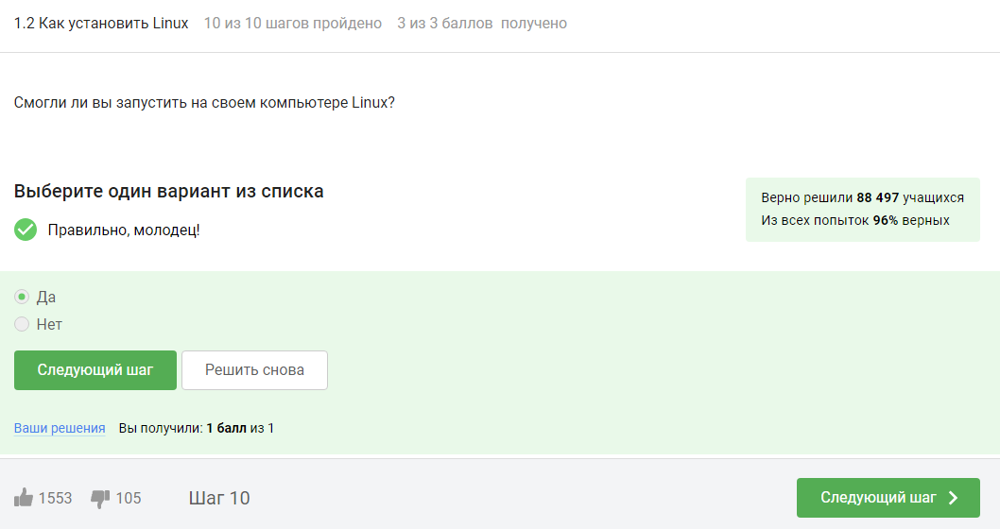 1.2 Как установить Linux 10 из 10 шагов пройдено 3 из 3 баллов получено
Смогли ли вы запустить на своем компьютере Linux?
Выберите один вариант из списка
Правильно, молодец!
Верно решили 88 497 учащихся
Из всех попыток 96% верных
Да
Нет
Следующий шаг Решить снова
Ваши решения Вы получили: 1 балл из 1
1553 105 Шаг 10 Следующий шаг